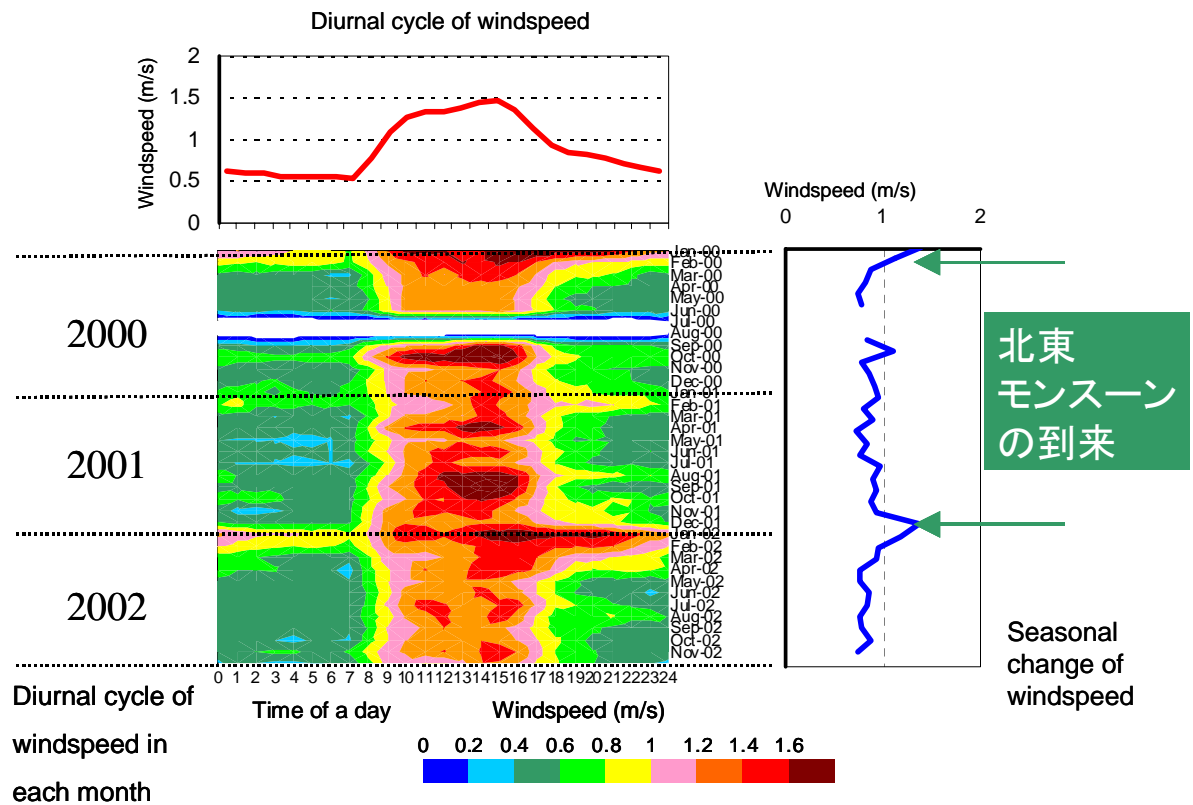 Diurnal cycle of windspeed
Windspeed (m/s)
2
1.5
1
0.5
0
Windspeed (m/s)
0 1 2
2000
2001
2002
Jan-00
Feb-00
Mar-00
Apr-00
May-00
Jun-00
Jul-00
Aug-00
Sep-00
Oct-00
Nov-00
Dec-00
Jan-01
Feb-01
Mar-01
Apr-01
May-01
Jun-01
Jul-01
Aug-01
Sep-01
Oct-01
Nov-01
Dec-01
Jan-02
Feb-02
Mar-02
Apr-02
May-02
Jun-02
Jul-02
Aug-02
Sep-02
Oct-02
Nov-02
北東
モンスーン
の到来
Seasonal
change of
windspeed
0 1 2 3 4 5 6 7 8 9 10 11 12 13 14 15 16 17 18 19 20 21 22 23 24
Time of a day
Windspeed (m/s)
Diurnal cycle of
windspeed in
each month
0 0.2 0.4 0.6 0.8 1 1.2 1.4 1.6